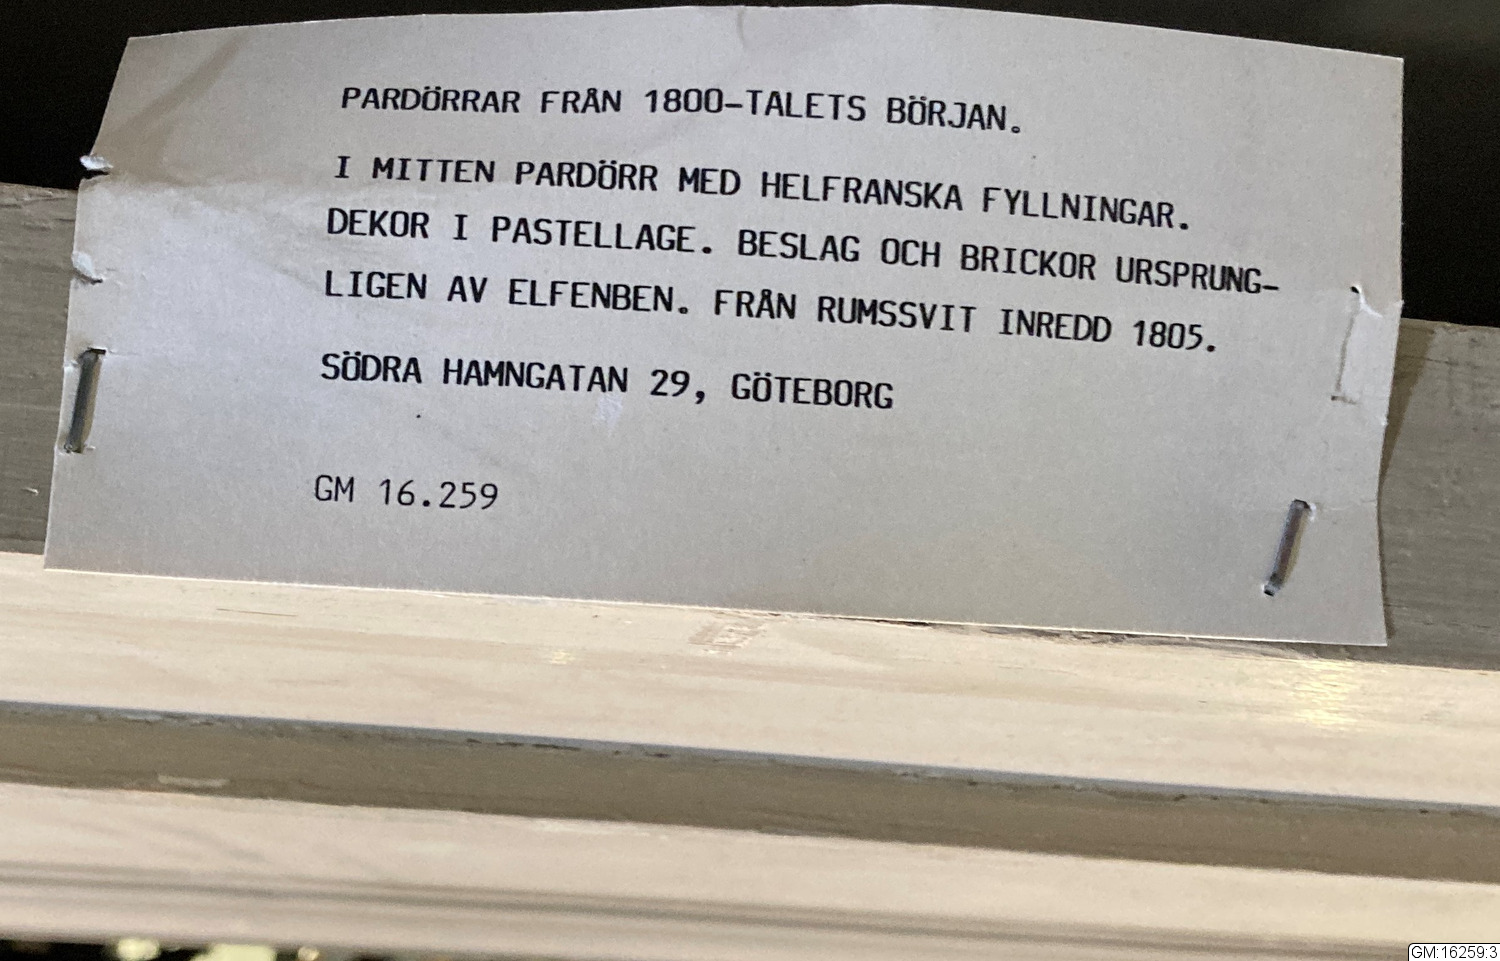 PARDÖRRAR FRÅN 1800-TALETS BÖRJAN.
I MITTEN PARDÖRR MED HELFRANSKA FYLLNINGAR.
DEKOR I PASTELLAGE. BESLAG OCH BRICKOR URSPRUNG-
LIGEN AV ELFENBEN. FRÅN RUMSSVIT INREDD 1805.
SÖDRA HAMNGATAN 29, GÖTEBORG
GM 16.259
GM:16259:3